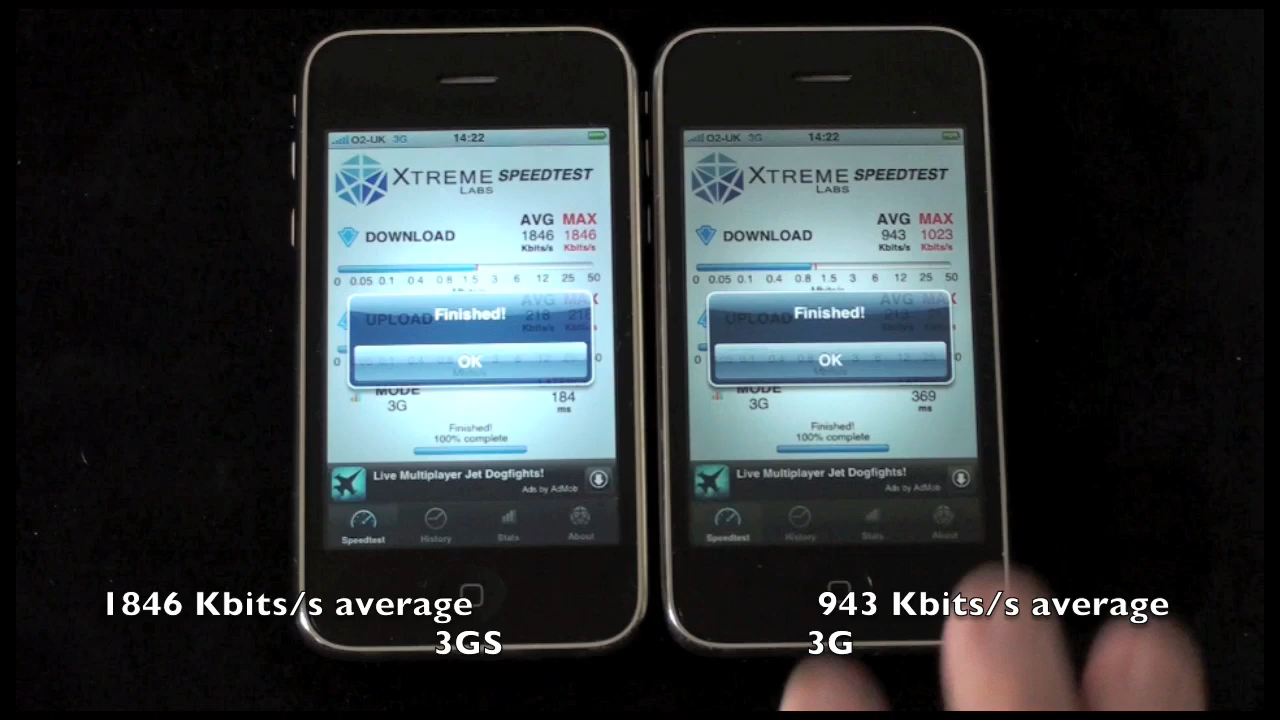 O2-UK 3G 14:22
XTREME SPEEDTEST
LABS
AVG MAX
DOWNLOAD 1846 1846
Kbits/s Kbits/s
0 0.05 0.1 0.4 0.8 1.5 3 6 12 25 50
AVG
UPLOAD 218
Finished!
OK
MODE 184
3G ms
Finished!
100% complete
Live Multiplayer Jet Dogfights!
Ads by AdMob
Speedtest History Stats About
O2-UK 3G 14:22
XTREME SPEEDTEST
LABS
AVG MAX
DOWNLOAD 943 1023
Kbits/s Kbits/s
0 0.05 0.1 0.4 0.8 1.5 3 6 12 25 50
AVG
UPLOAD
Finished!
OK
MODE 369
3G ms
Finished!
100% complete
Live Multiplayer Jet Dogfights!
Ads by AdMob
Speedtest History Stats About
1846 Kbits/s average
3GS
943 Kbits/s average
3G